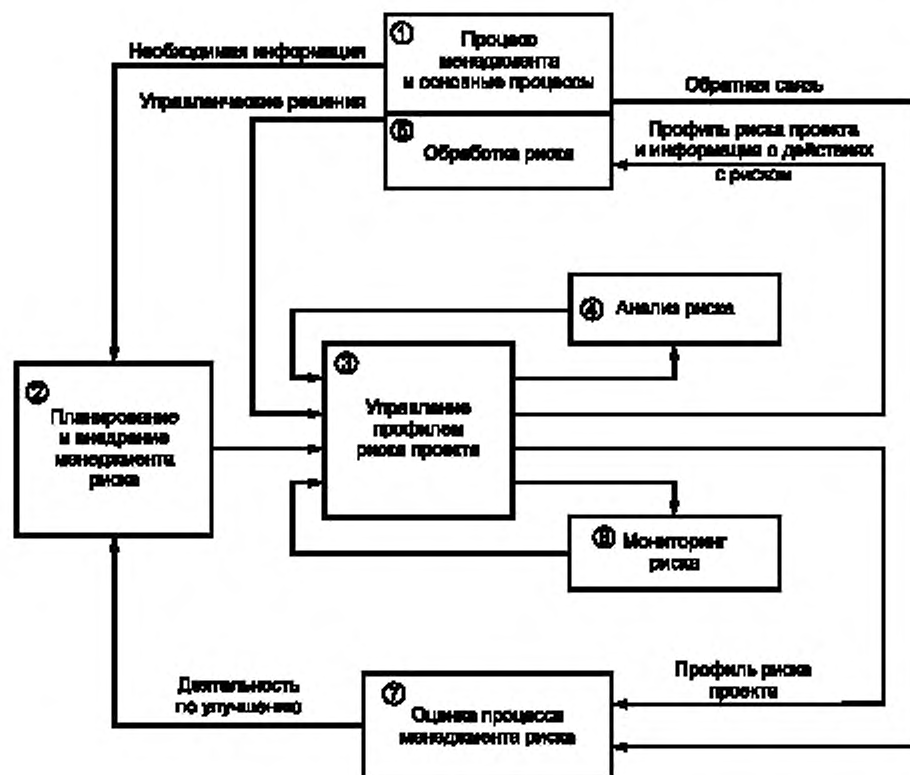 ① Процесс
менеджмента
и основные процессы
Необходимая информация
Обратная связь
Управленческие решения
⑤ Обработка риска
Профиль риска проекта
и информация о действиях
с риском
④ Анализ риска
③ Управление
профилем
риска проекта
② Планирование
и внедрение
менеджмента
риска
⑥ Мониторинг
риска
Профиль риска
проекта
Деятельность
по улучшению
⑦ Оценка процесса
менеджмента риска